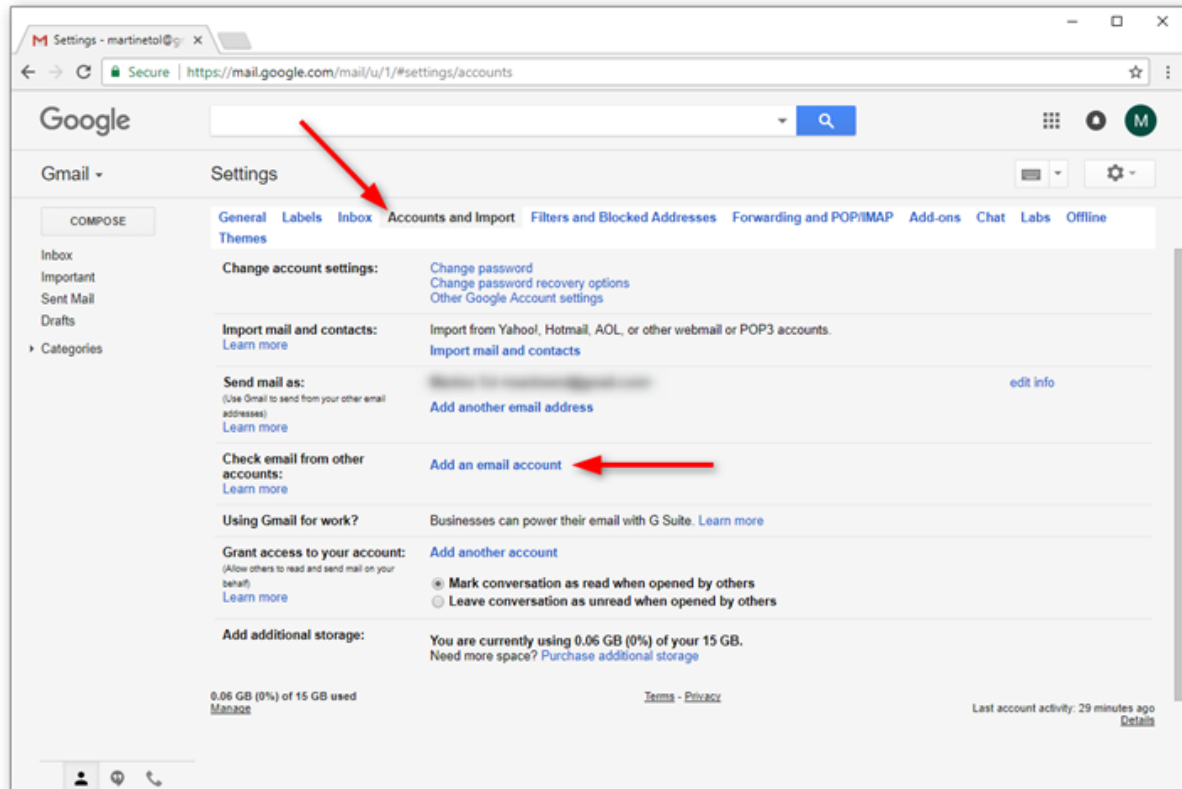 Settings - martinetol@g
Secure https://mail.google.com/mail/u/1/#settings/accounts
Google
M
Gmail
Settings
COMPOSE
Inbox
Important
Sent Mail
Drafts
Categories
General Labels Inbox Accounts and Import Filters and Blocked Addresses Forwarding and POP/IMAP Add-ons Chat Labs Offline
Themes
Change account settings:
Change password
Change password recovery options
Other Google Account settings
Import mail and contacts:
Learn more
Import from Yahoo!, Hotmail, AOL, or other webmail or POP3 accounts.
Import mail and contacts
Send mail as:
(Use Gmail to send from your other email
addresses)
Learn more
edit info
Add another email address
Check email from other
accounts:
Learn more
Add an email account
Using Gmail for work?
Businesses can power their email with G Suite. Learn more
Grant access to your account:
(Allow others to read and send mail on your
behalf)
Learn more
Add another account
Mark conversation as read when opened by others
Leave conversation as unread when opened by others
Add additional storage:
You are currently using 0.06 GB (0%) of your 15 GB.
Need more space? Purchase additional storage
0.06 GB (0%) of 15 GB used
Manage
Terms - Privacy
Last account activity: 29 minutes ago
Details